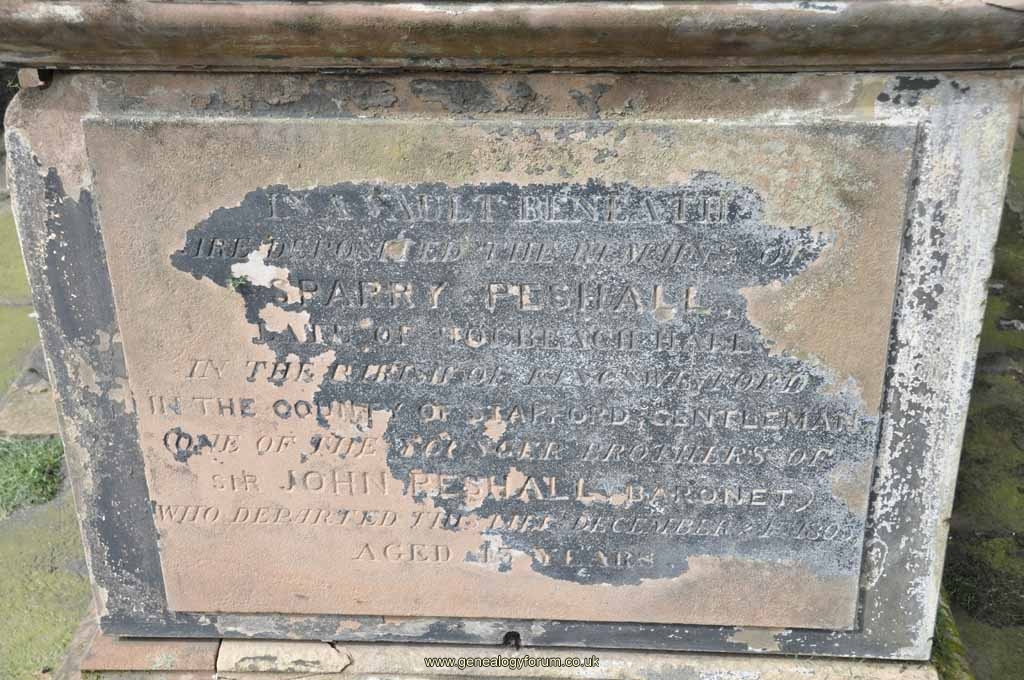 IN A VAULT BENEATH
ARE DEPOSITED THE REMAINS OF
SPARRY PESHALL,
LATE OF HALL
IN THE PARISH OF KINGSWINFORD
IN THE COUNTY OF STAFFORD, GENTLEMAN
(ONE OF THE YOUNGER BROTHERS OF
SIR JOHN PESHALL, BARONET)
WHO DEPARTED THIS LIFE DECEMBER
AGED YEARS
www.genealogyforum.co.uk